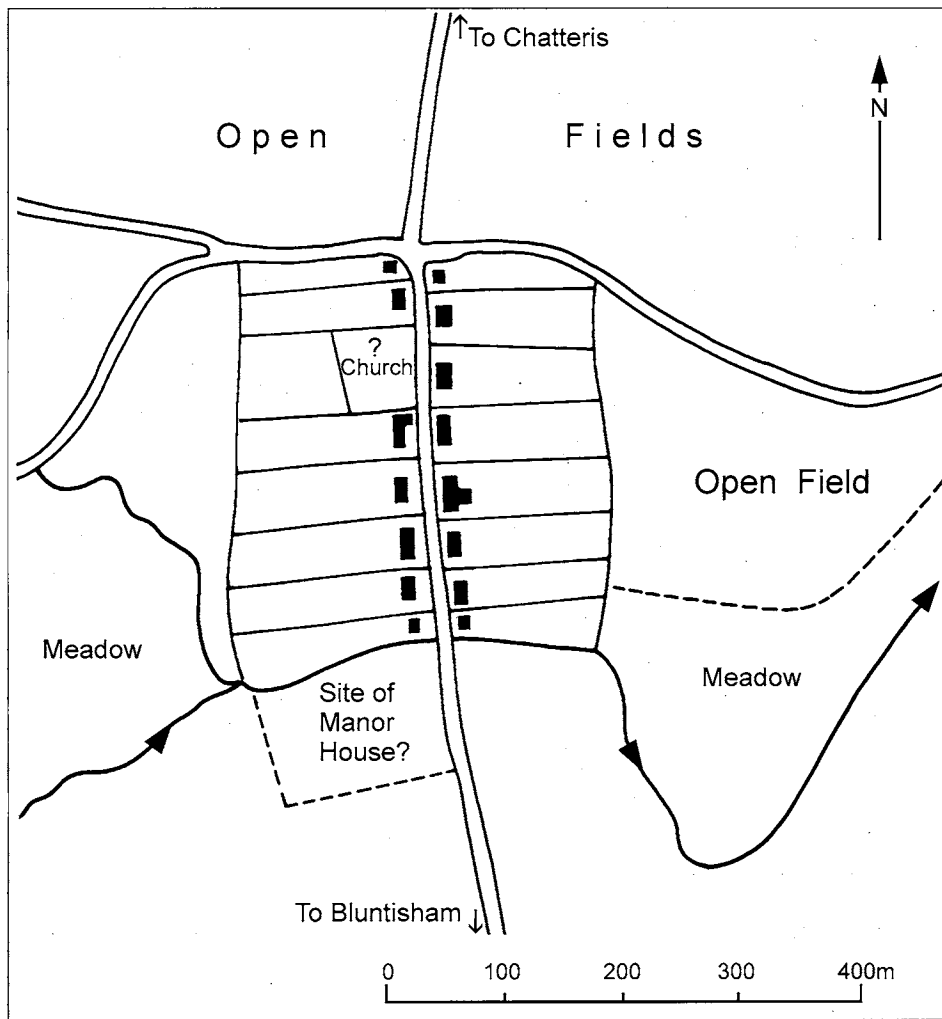 ↑To Chatteris
N
Open Fields
?
Church
Open Field
Meadow
Meadow
Site of
Manor
House?
To Bluntisham ↓
0 100 200 300 400m